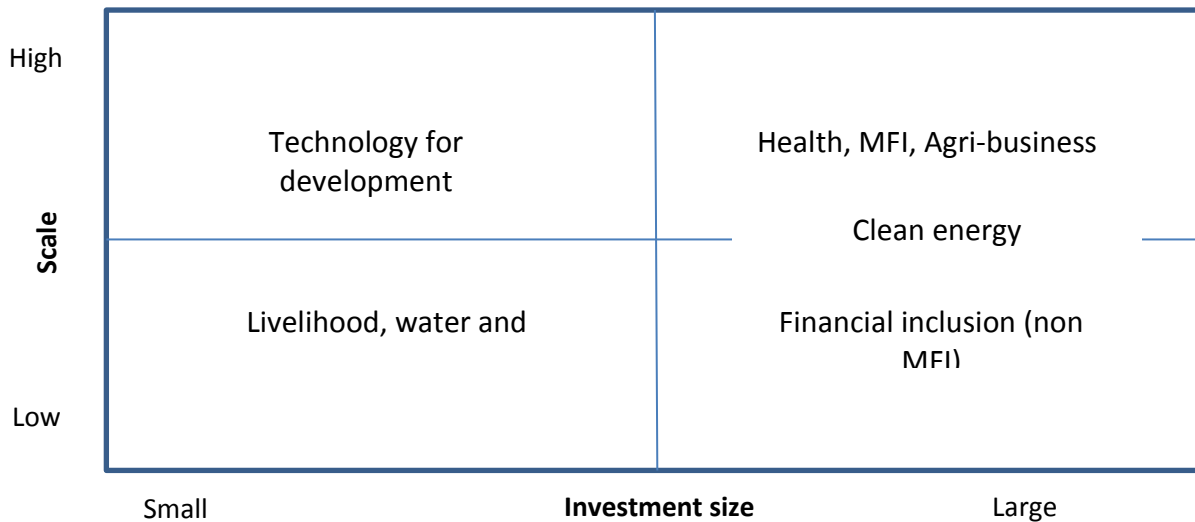 High
Technology for
development
Health, MFI, Agri-business
Scale
Clean energy
Livelihood, water and
Financial inclusion (non
MFI)
Low
Small
Investment size
Large